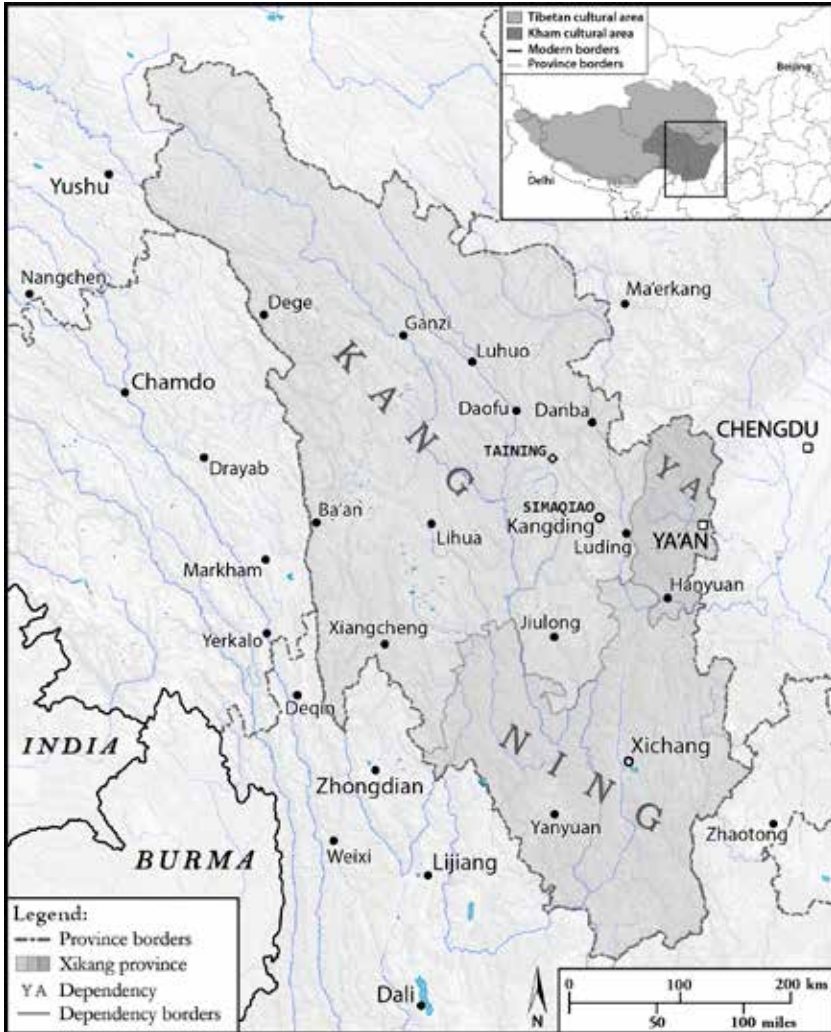 Tibetan cultural area
Kham cultural area
Modern borders
Province borders
Beijing
Delhi
Yushu
Nangchen
Ma'erkang
Dege
Ganzi
Luhuo
KANG
Chamdo
Daofu
Danba
CHENGDU
TAINING
YA
Drayab
SIMAQIAO
Ba'an
Kangding
Lihua
Luding
YA'AN
Markham
Hanyuan
Yerkalo
Xiangcheng
Jiulong
Deqin
INDIA
NING
Xichang
Zhongdian
Yanyuan
Zhaotong
BURMA
Weixi
Lijiang
Legend:
Province borders
Xikang province
YA Dependency
Dependency borders
Dali
N
0 100 200 km
50 100 miles